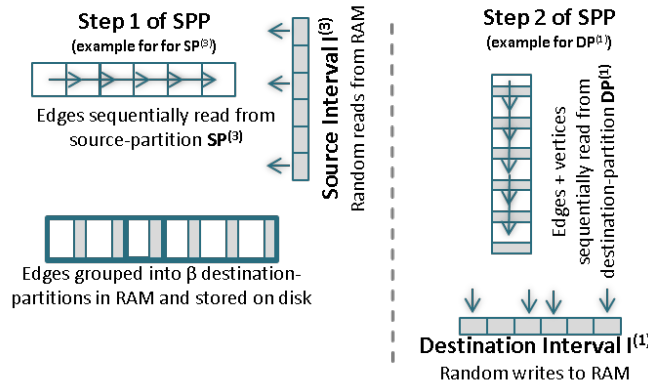 Step 1 of SPP
(example for for SP(3))
Edges sequentially read from
source-partition SP(3)
Source Interval I(3)
Random reads from RAM
Edges grouped into β destination-
partitions in RAM and stored on disk
Step 2 of SPP
(example for DP(1))
Edges + vertices
sequentially read from
destination-partition DP(1)
Destination Interval I(1)
Random writes to RAM